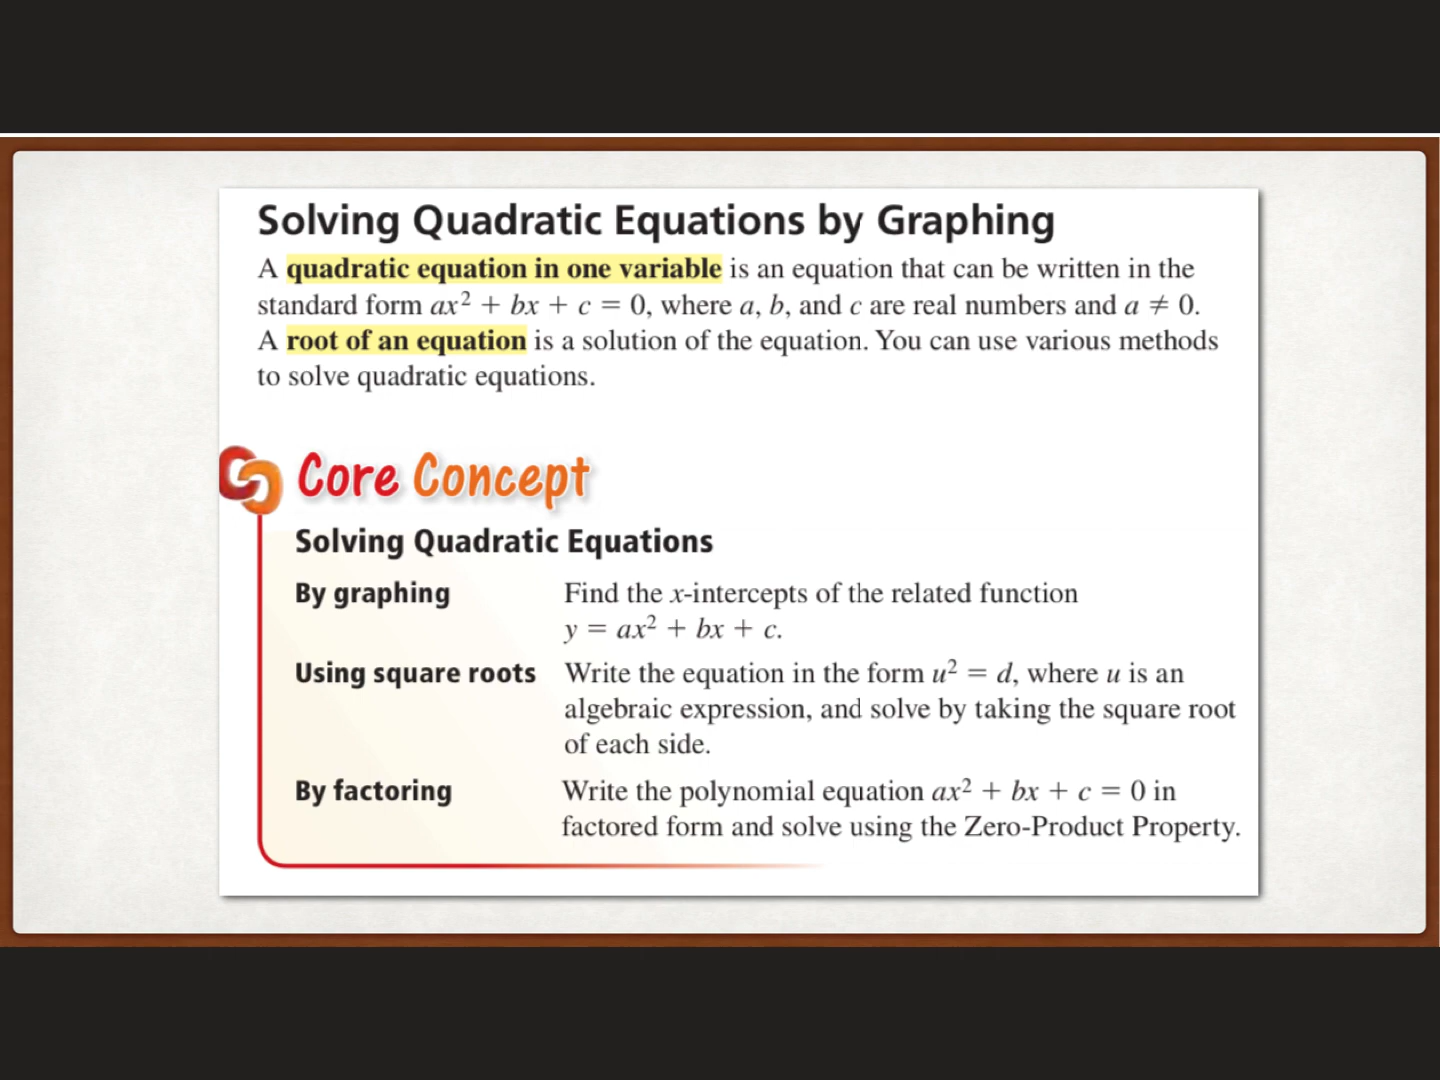 Solving Quadratic Equations by Graphing
A quadratic equation in one variable is an equation that can be written in the
standard form ax² + bx + c = 0, where a, b, and c are real numbers and a ≠ 0.
A root of an equation is a solution of the equation. You can use various methods
to solve quadratic equations.
Core Concept
Solving Quadratic Equations
By graphing Find the x-intercepts of the related function
y = ax² + bx + c.
Using square roots Write the equation in the form u² = d, where u is an
algebraic expression, and solve by taking the square root
of each side.
By factoring Write the polynomial equation ax² + bx + c = 0 in
factored form and solve using the Zero-Product Property.